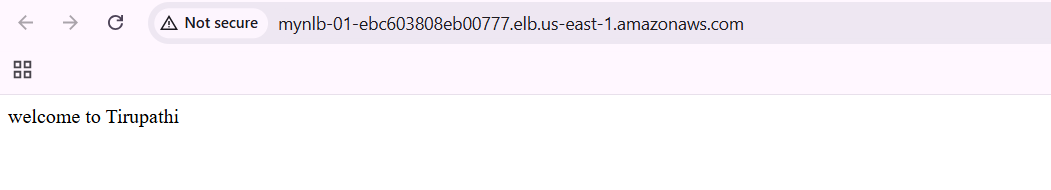 Not secure mynlb-01-ebc603808eb00777.elb.us-east-1.amazonaws.com
welcome to Tirupathi